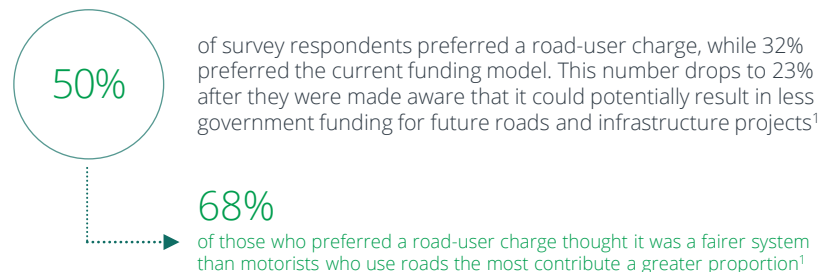 50%
of survey respondents preferred a road-user charge, while 32%
preferred the current funding model. This number drops to 23%
after they were made aware that it could potentially result in less
government funding for future roads and infrastructure projects¹
68%
of those who preferred a road-user charge thought it was a fairer system
than motorists who use roads the most contribute a greater proportion¹